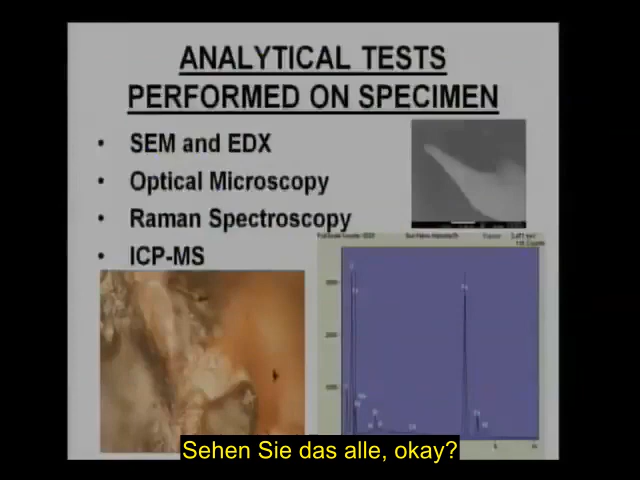 ANALYTICAL TESTS
PERFORMED ON SPECIMEN
• SEM and EDX
• Optical Microscopy
• Raman Spectroscopy
• ICP-MS
Sehen Sie das alle, okay?